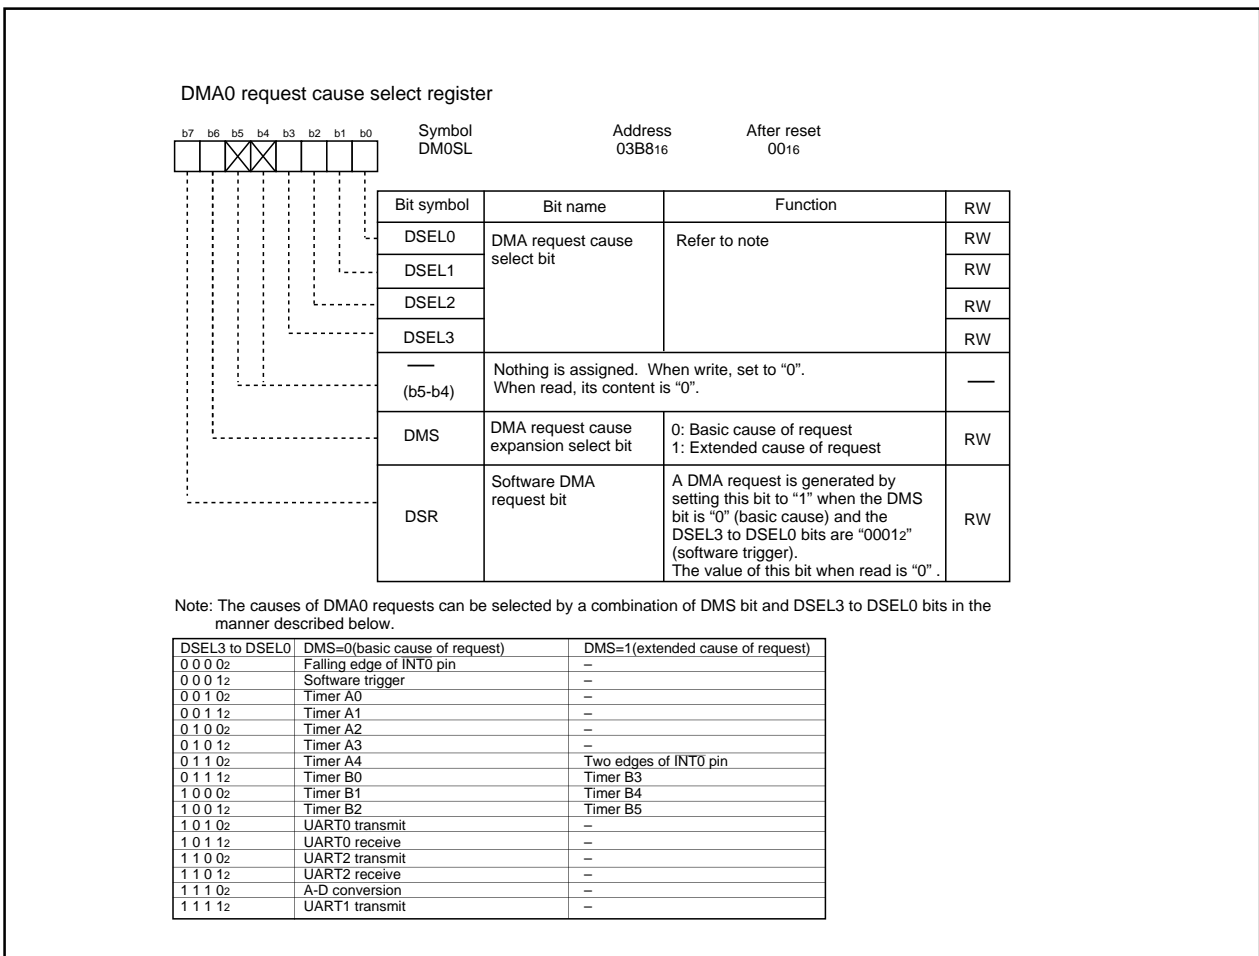 DMA0 request cause select register
b7 b6 b5 b4 b3 b2 b1 b0
Symbol Address After reset
DM0SL 03B816 0016
Bit symbol Bit name Function RW
DSEL0 DMA request cause select bit Refer to note RW
DSEL1 RW
DSEL2 RW
DSEL3 RW
— (b5-b4) Nothing is assigned. When write, set to “0”. —
When read, its content is “0”.
DMS DMA request cause expansion select bit 0: Basic cause of request RW
1: Extended cause of request
DSR Software DMA request bit A DMA request is generated by RW
setting this bit to “1” when the DMS
bit is “0” (basic cause) and the
DSEL3 to DSEL0 bits are “00012”
(software trigger).
The value of this bit when read is “0” .
Note: The causes of DMA0 requests can be selected by a combination of DMS bit and DSEL3 to DSEL0 bits in the
manner described below.
DSEL3 to DSEL0 DMS=0(basic cause of request) DMS=1(extended cause of request)
0 0 0 02 Falling edge of INT0 pin –
0 0 0 12 Software trigger –
0 0 1 02 Timer A0 –
0 0 1 12 Timer A1 –
0 1 0 02 Timer A2 –
0 1 0 12 Timer A3 –
0 1 1 02 Timer A4 Two edges of INT0 pin
0 1 1 12 Timer B0 Timer B3
1 0 0 02 Timer B1 Timer B4
1 0 0 12 Timer B2 Timer B5
1 0 1 02 UART0 transmit –
1 0 1 12 UART0 receive –
1 1 0 02 UART2 transmit –
1 1 0 12 UART2 receive –
1 1 1 02 A-D conversion –
1 1 1 12 UART1 transmit –